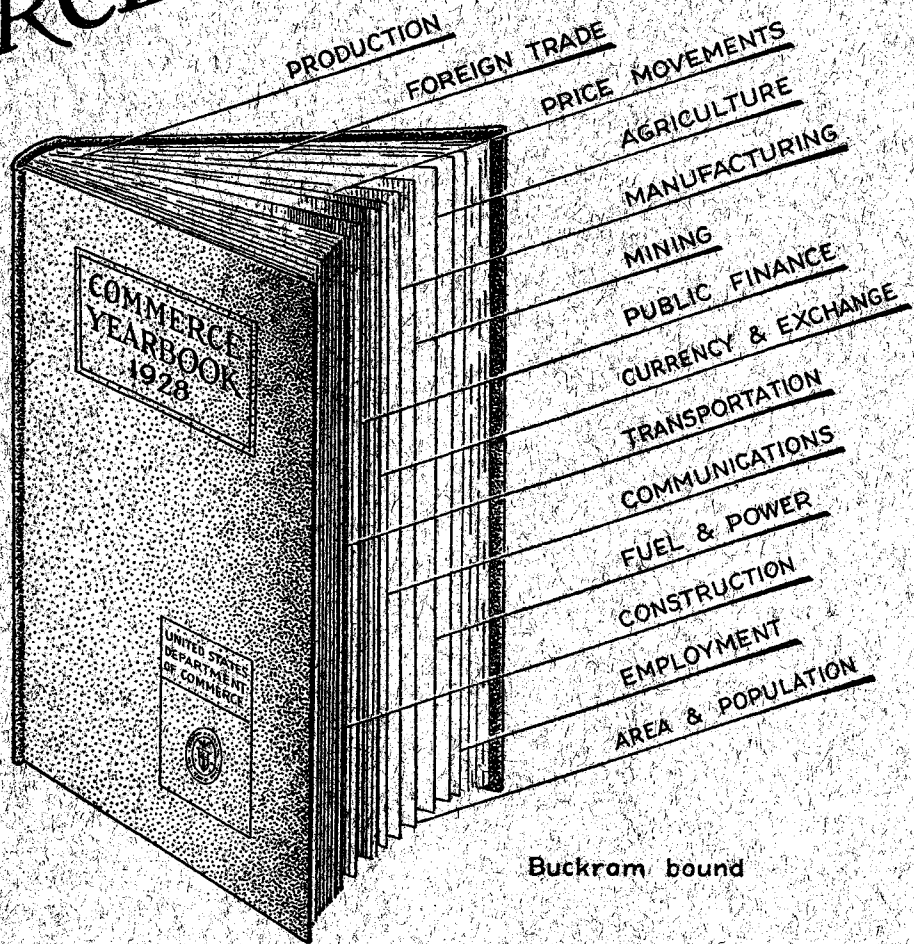 PRODUCTION
FOREIGN TRADE
PRICE MOVEMENTS
AGRICULTURE
MANUFACTURING
MINING
PUBLIC FINANCE
CURRENCY & EXCHANGE
TRANSPORTATION
COMMUNICATIONS
FUEL & POWER
CONSTRUCTION
EMPLOYMENT
AREA & POPULATION
COMMERCE
YEARBOOK
1928
UNITED STATES
DEPARTMENT
OF COMMERCE
Buckram bound